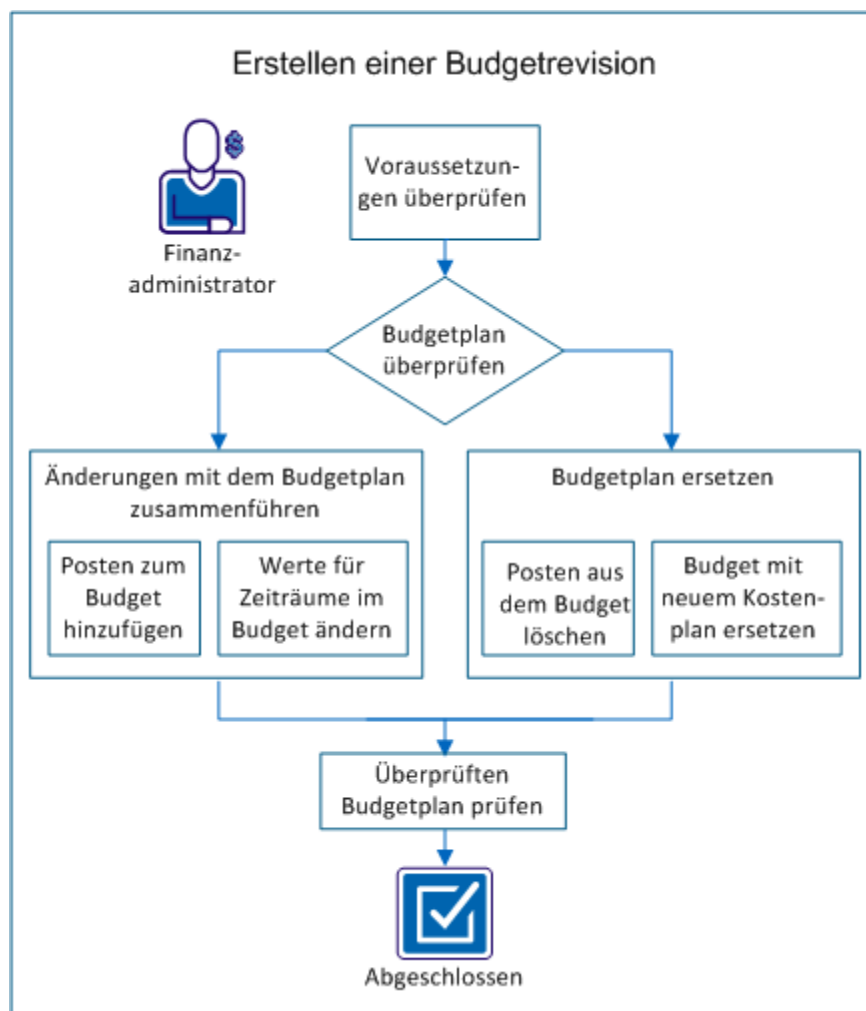 Erstellen einer Budgetrevision
$
Voraussetzun-
gen überprüfen
Finanz-
administrator
Budgetplan
überprüfen
Änderungen mit dem Budgetplan
zusammenführen
Posten zum
Budget
hinzufügen
Werte für
Zeiträume im
Budget ändern
Budgetplan ersetzen
Posten aus
dem Budget
löschen
Budget mit
neuem Kosten-
plan ersetzen
Überprüften
Budgetplan prüfen
Abgeschlossen